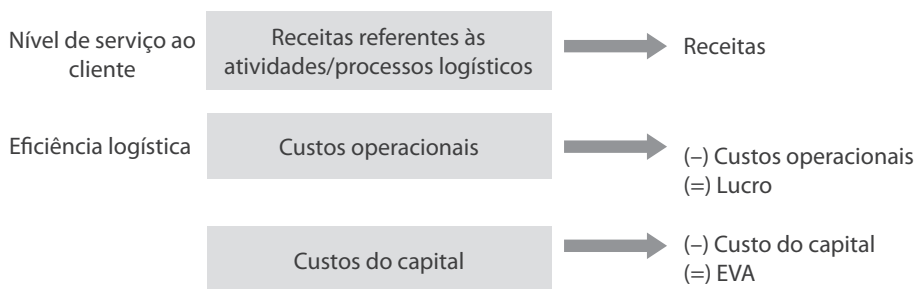 Nível de serviço ao
cliente
Receitas referentes às
atividades/processos logísticos
Receitas
Eficiência logística
Custos operacionais
(–) Custos operacionais
(=) Lucro
Custos do capital
(–) Custo do capital
(=) EVA